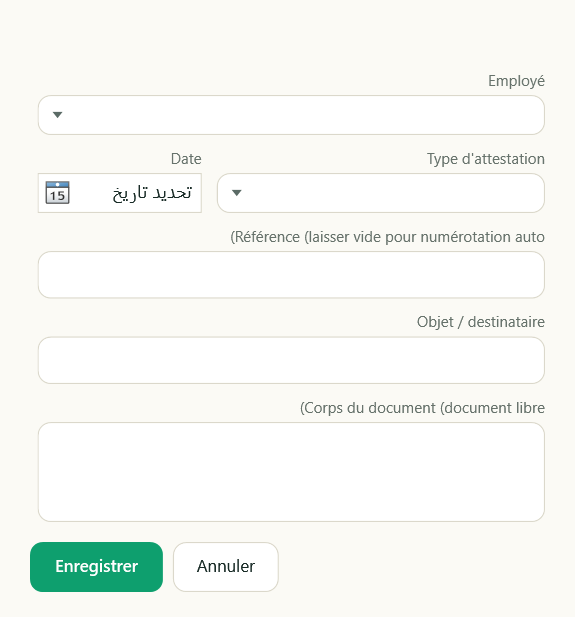 Employé
Type d'attestation
Date
تحديد تاريخ
15
(Référence (laisser vide pour numérotation auto
Objet / destinataire
(Corps du document (document libre
Enregistrer
Annuler